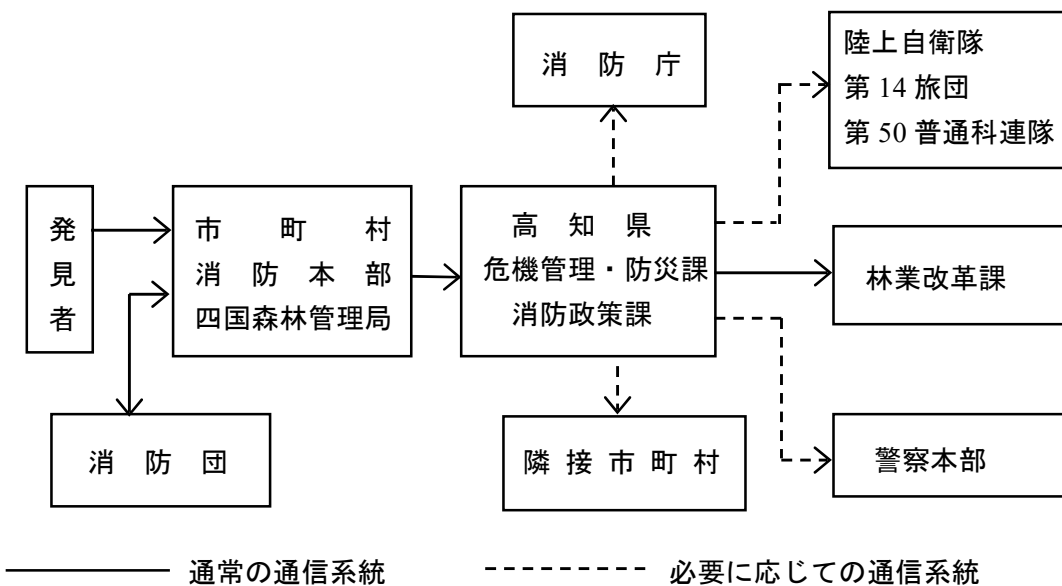 消防庁
陸上自衛隊
第 14 旅団
第 50 普通科連隊
発見者
市町村
消防本部
四国森林管理局
高知県
危機管理・防災課
消防政策課
林業改革課
消防団
隣接市町村
警察本部
通常の通信系統
必要に応じての通信系統